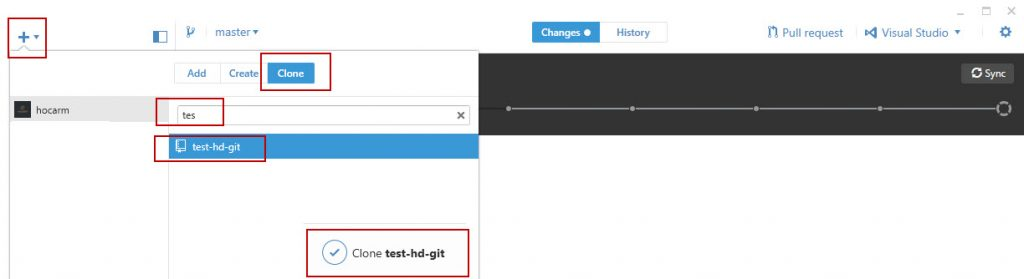 +
master
Changes
History
Pull request
Visual Studio
Add
Create
Clone
Sync
hocarm
tes
test-hd-git
Clone test-hd-git